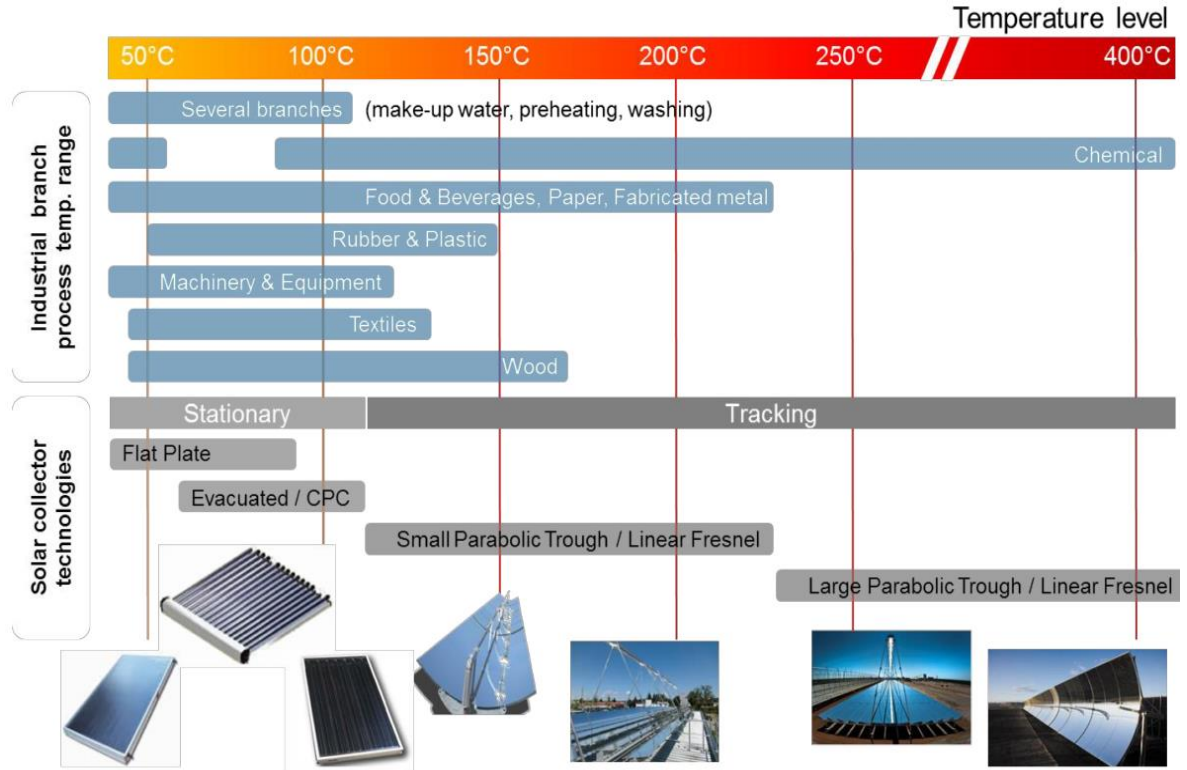 Temperature level
50°C 100°C 150°C 200°C 250°C 400°C
Industrial branch
process temp. range
Several branches (make-up water, preheating, washing)
Chemical
Food & Beverages, Paper, Fabricated metal
Rubber & Plastic
Machinery & Equipment
Textiles
Wood
Solar collector
technologies
Stationary Tracking
Flat Plate
Evacuated / CPC
Small Parabolic Trough / Linear Fresnel
Large Parabolic Trough / Linear Fresnel